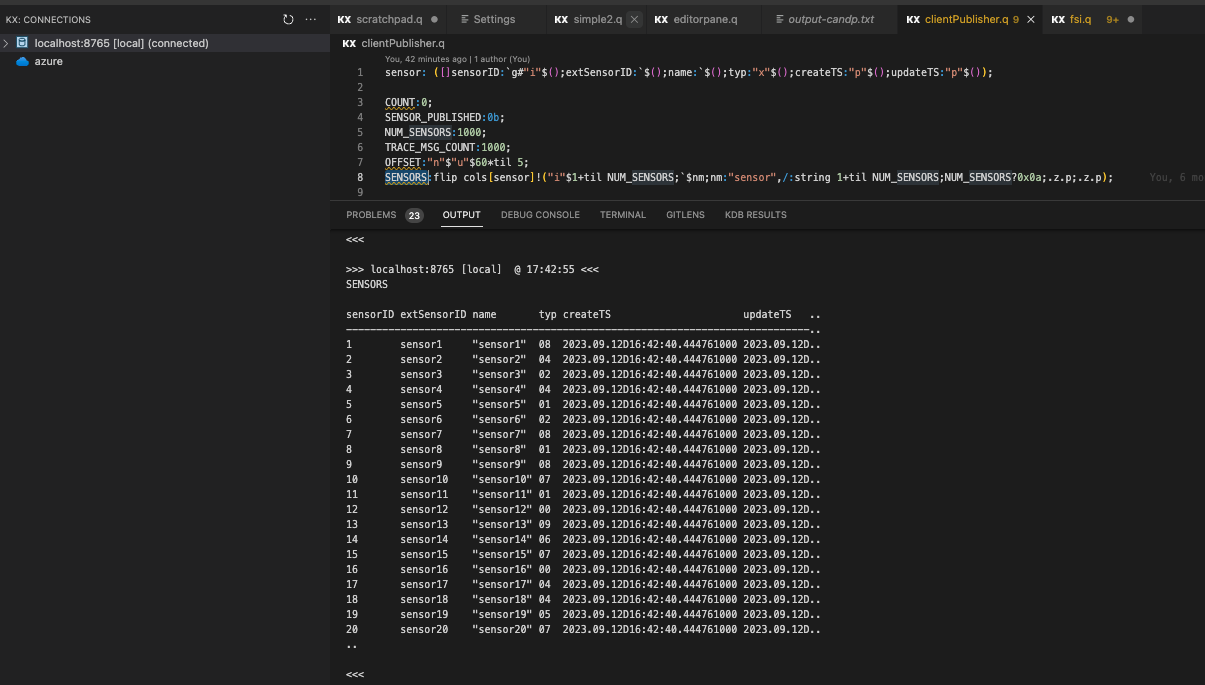 KX: CONNECTIONS
localhost:8765 [local] (connected)
azure
KX scratchpad.q Settings KX simple2.q KX editorpane.q output-candp.txt KX clientPublisher.q 9 KX fsi.q 9+
KX clientPublisher.q
You, 42 minutes ago | 1 author (You)
1 sensor: ([]sensorID:`g#"i"$();extSensorID:`$();name:`$();typ:"x"$();createTS:"p"$();updateTS:"p"$());
2
3 COUNT:0;
4 SENSOR_PUBLISHED:0b;
5 NUM_SENSORS:1000;
6 TRACE_MSG_COUNT:1000;
7 OFFSET:"n"$"u"$60*til 5;
8 SENSORS:flip cols[sensor]!("i"$1+til NUM_SENSORS;`$nm;nm:"sensor",/:string 1+til NUM_SENSORS;NUM_SENSORS?0x0a;.z.p;.z.p); You, 6 mo
9
PROBLEMS 23 OUTPUT DEBUG CONSOLE TERMINAL GITLENS KDB RESULTS
<<<
>>> localhost:8765 [local] @ 17:42:55 <<<
SENSORS
sensorID extSensorID name typ createTS updateTS ..
-----------------------------------------------------------------------------..
1 sensor1 "sensor1" 08 2023.09.12D16:42:40.444761000 2023.09.12D..
2 sensor2 "sensor2" 04 2023.09.12D16:42:40.444761000 2023.09.12D..
3 sensor3 "sensor3" 02 2023.09.12D16:42:40.444761000 2023.09.12D..
4 sensor4 "sensor4" 04 2023.09.12D16:42:40.444761000 2023.09.12D..
5 sensor5 "sensor5" 01 2023.09.12D16:42:40.444761000 2023.09.12D..
6 sensor6 "sensor6" 02 2023.09.12D16:42:40.444761000 2023.09.12D..
7 sensor7 "sensor7" 08 2023.09.12D16:42:40.444761000 2023.09.12D..
8 sensor8 "sensor8" 01 2023.09.12D16:42:40.444761000 2023.09.12D..
9 sensor9 "sensor9" 08 2023.09.12D16:42:40.444761000 2023.09.12D..
10 sensor10 "sensor10" 07 2023.09.12D16:42:40.444761000 2023.09.12D..
11 sensor11 "sensor11" 01 2023.09.12D16:42:40.444761000 2023.09.12D..
12 sensor12 "sensor12" 00 2023.09.12D16:42:40.444761000 2023.09.12D..
13 sensor13 "sensor13" 09 2023.09.12D16:42:40.444761000 2023.09.12D..
14 sensor14 "sensor14" 06 2023.09.12D16:42:40.444761000 2023.09.12D..
15 sensor15 "sensor15" 07 2023.09.12D16:42:40.444761000 2023.09.12D..
16 sensor16 "sensor16" 00 2023.09.12D16:42:40.444761000 2023.09.12D..
17 sensor17 "sensor17" 04 2023.09.12D16:42:40.444761000 2023.09.12D..
18 sensor18 "sensor18" 04 2023.09.12D16:42:40.444761000 2023.09.12D..
19 sensor19 "sensor19" 05 2023.09.12D16:42:40.444761000 2023.09.12D..
20 sensor20 "sensor20" 07 2023.09.12D16:42:40.444761000 2023.09.12D..
..
<<<